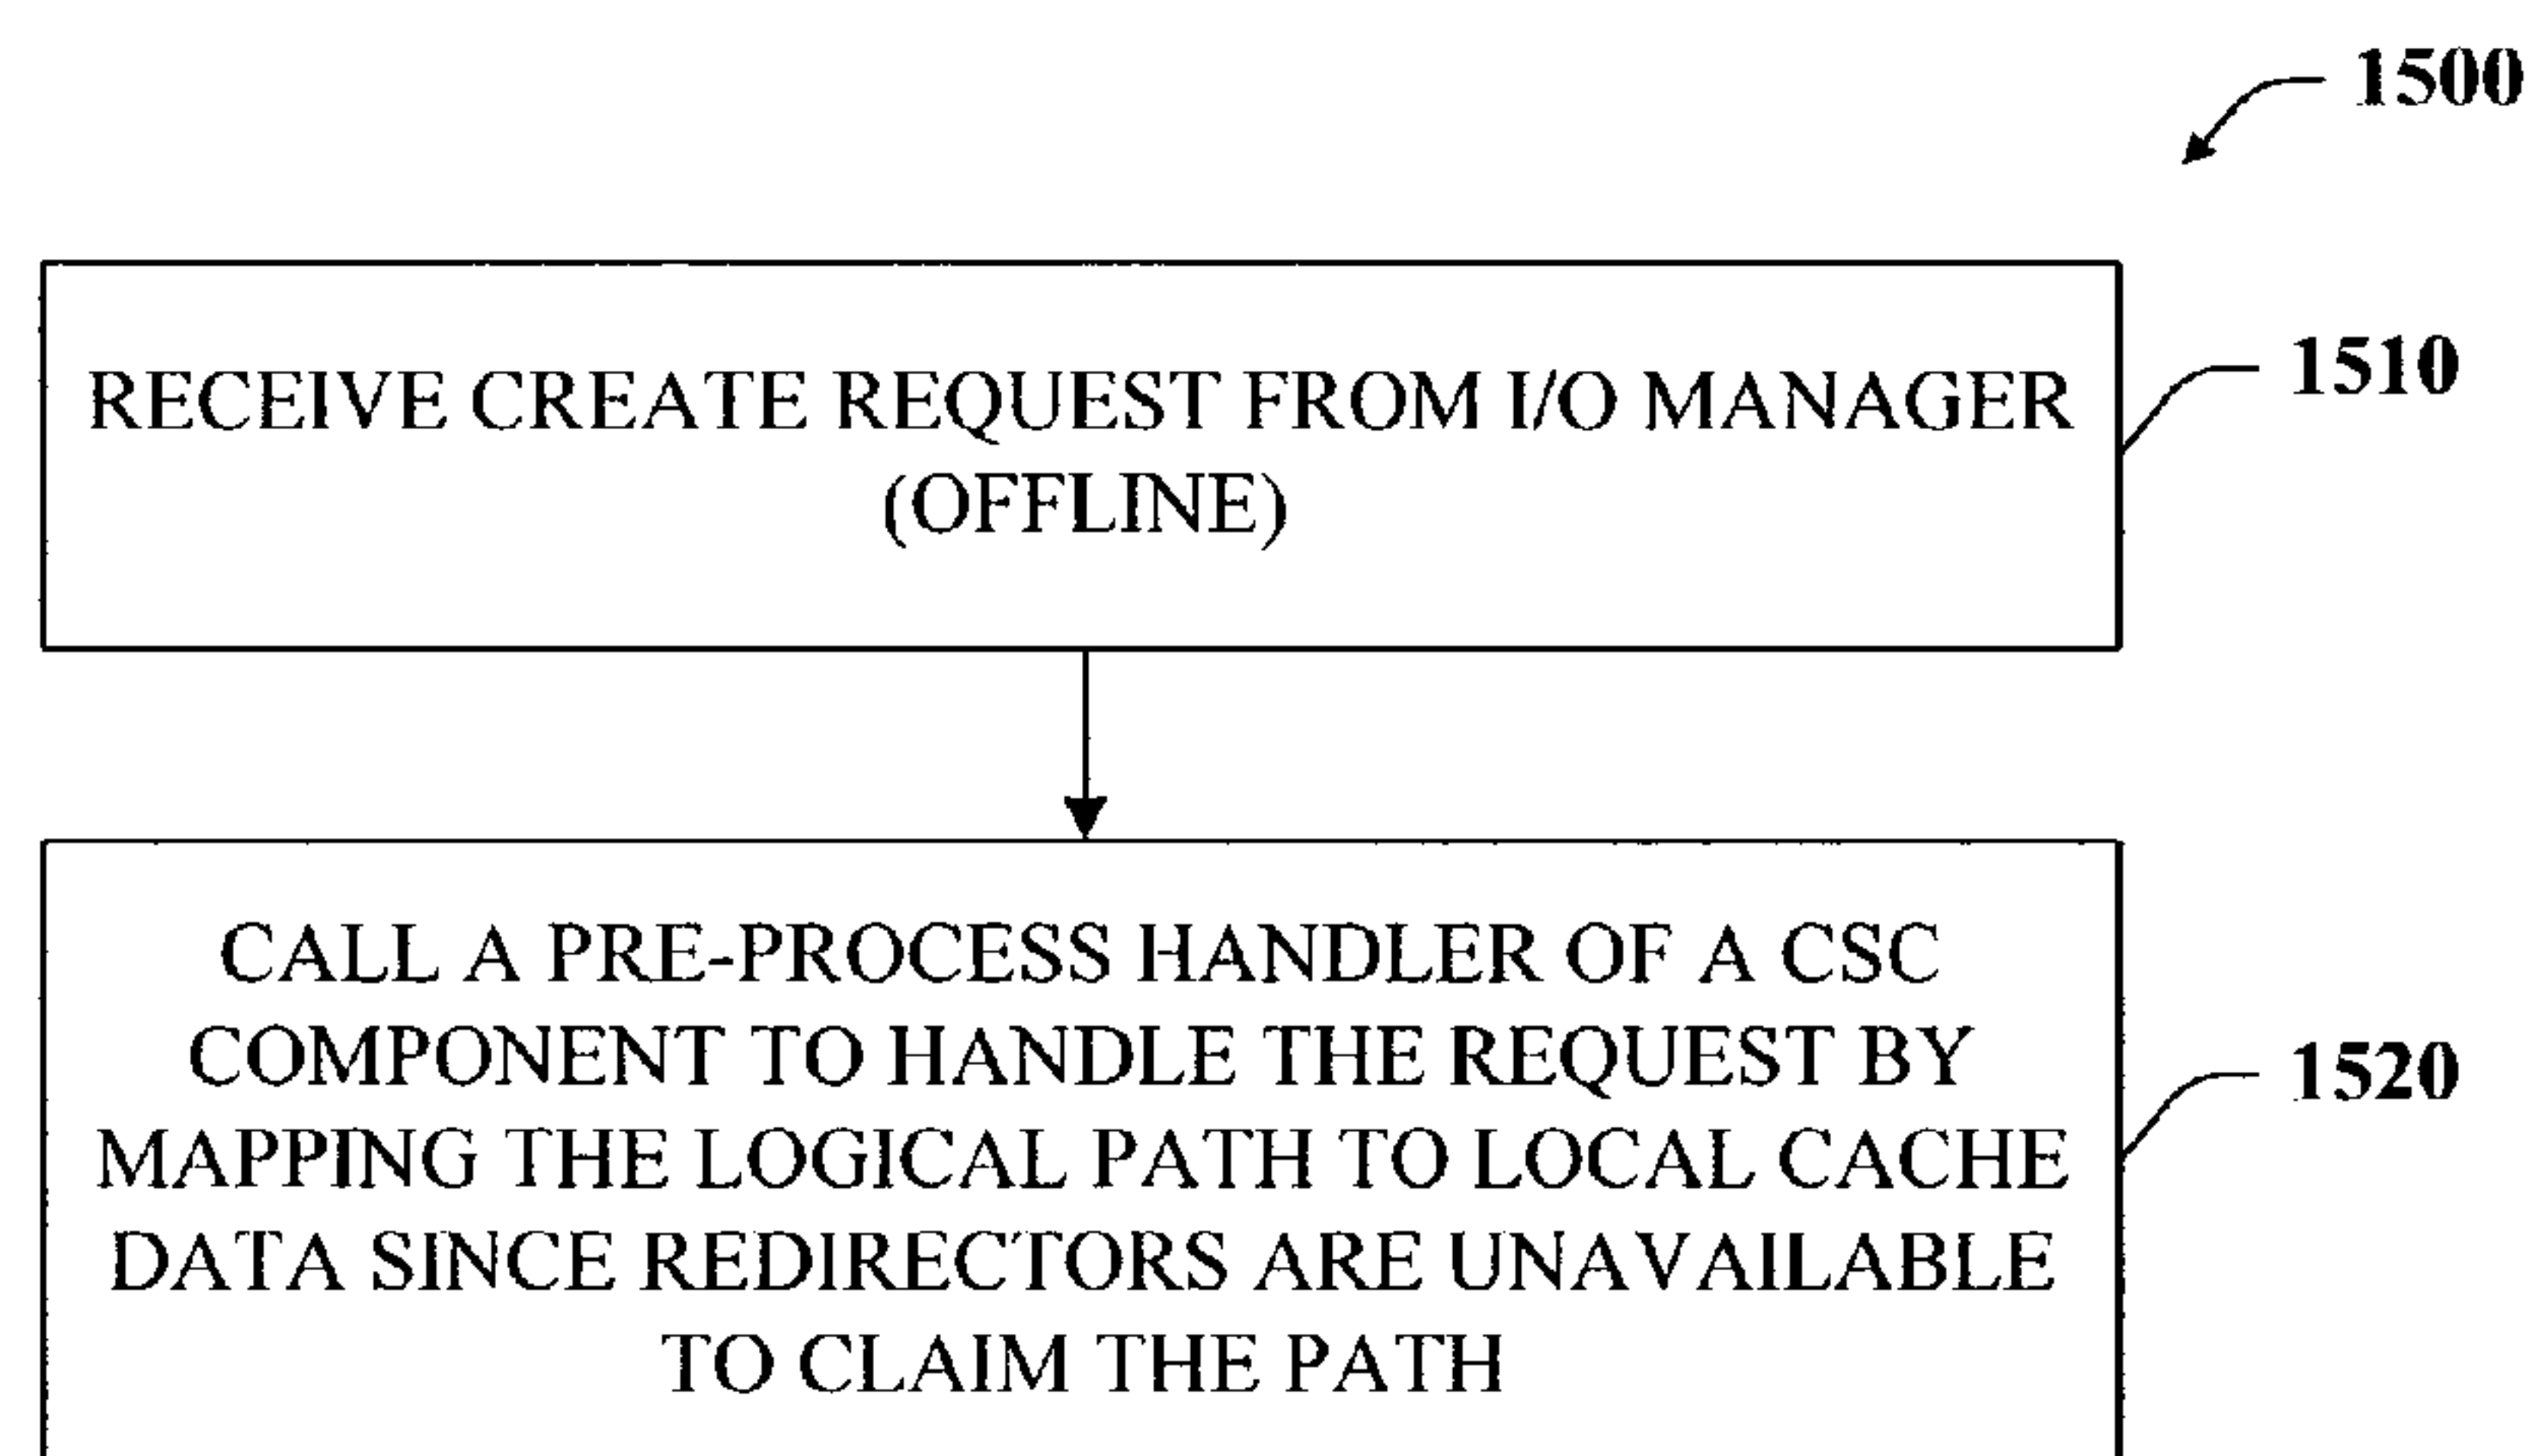 1500
RECEIVE CREATE REQUEST FROM I/O MANAGER
(OFFLINE)
1510
CALL A PRE-PROCESS HANDLER OF A CSC
COMPONENT TO HANDLE THE REQUEST BY
MAPPING THE LOGICAL PATH TO LOCAL CACHE
DATA SINCE REDIRECTORS ARE UNAVAILABLE
TO CLAIM THE PATH
1520